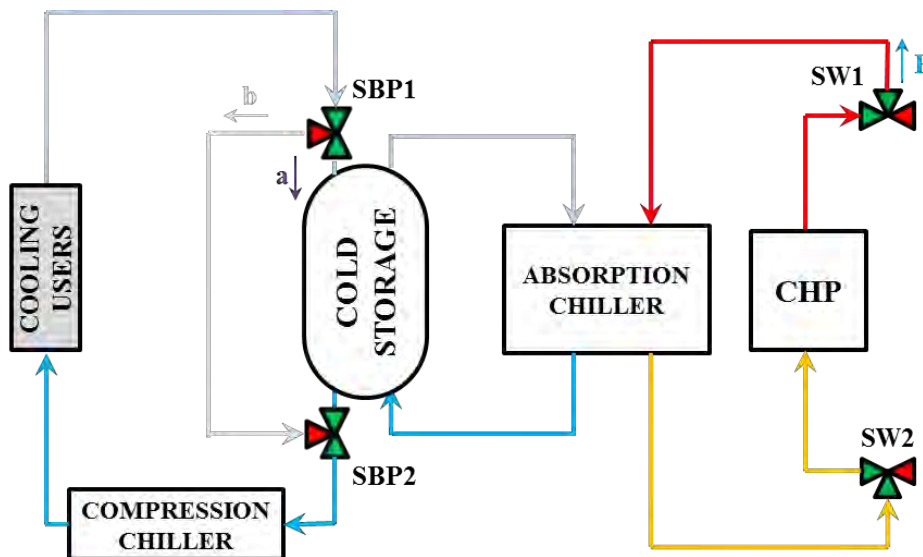 SBP1
SW1
b
a
COOLING
USERS
COLD
STORAGE
ABSORPTION
CHILLER
CHP
SBP2
SW2
COMPRESSION
CHILLER